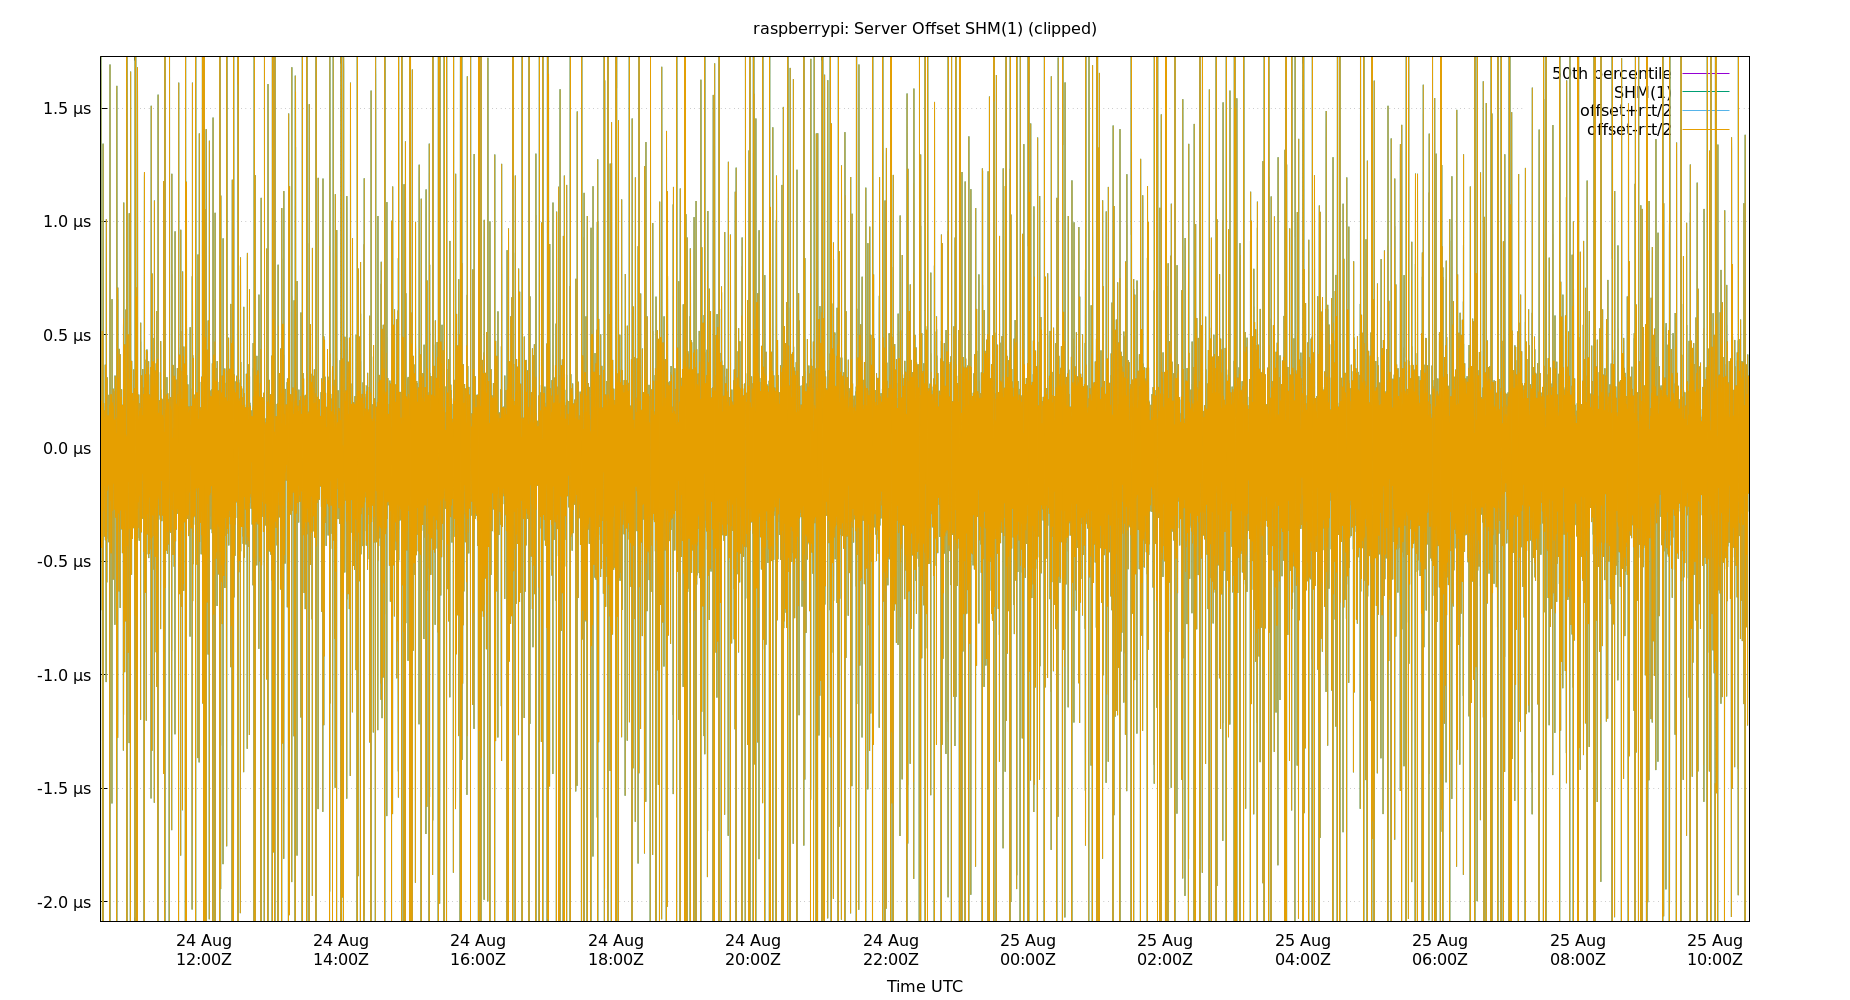 raspberrypi: Server Offset SHM(1) (clipped)
50th percentile
SHM(1)
offset+rtt/2
offset-rtt/2
1.5 µs
1.0 µs
0.5 µs
0.0 µs
-0.5 µs
-1.0 µs
-1.5 µs
-2.0 µs
24 Aug 24 Aug 24 Aug 24 Aug 24 Aug 24 Aug 25 Aug 25 Aug 25 Aug 25 Aug 25 Aug 25 Aug
12:00Z 14:00Z 16:00Z 18:00Z 20:00Z 22:00Z 00:00Z 02:00Z 04:00Z 06:00Z 08:00Z 10:00Z
Time UTC